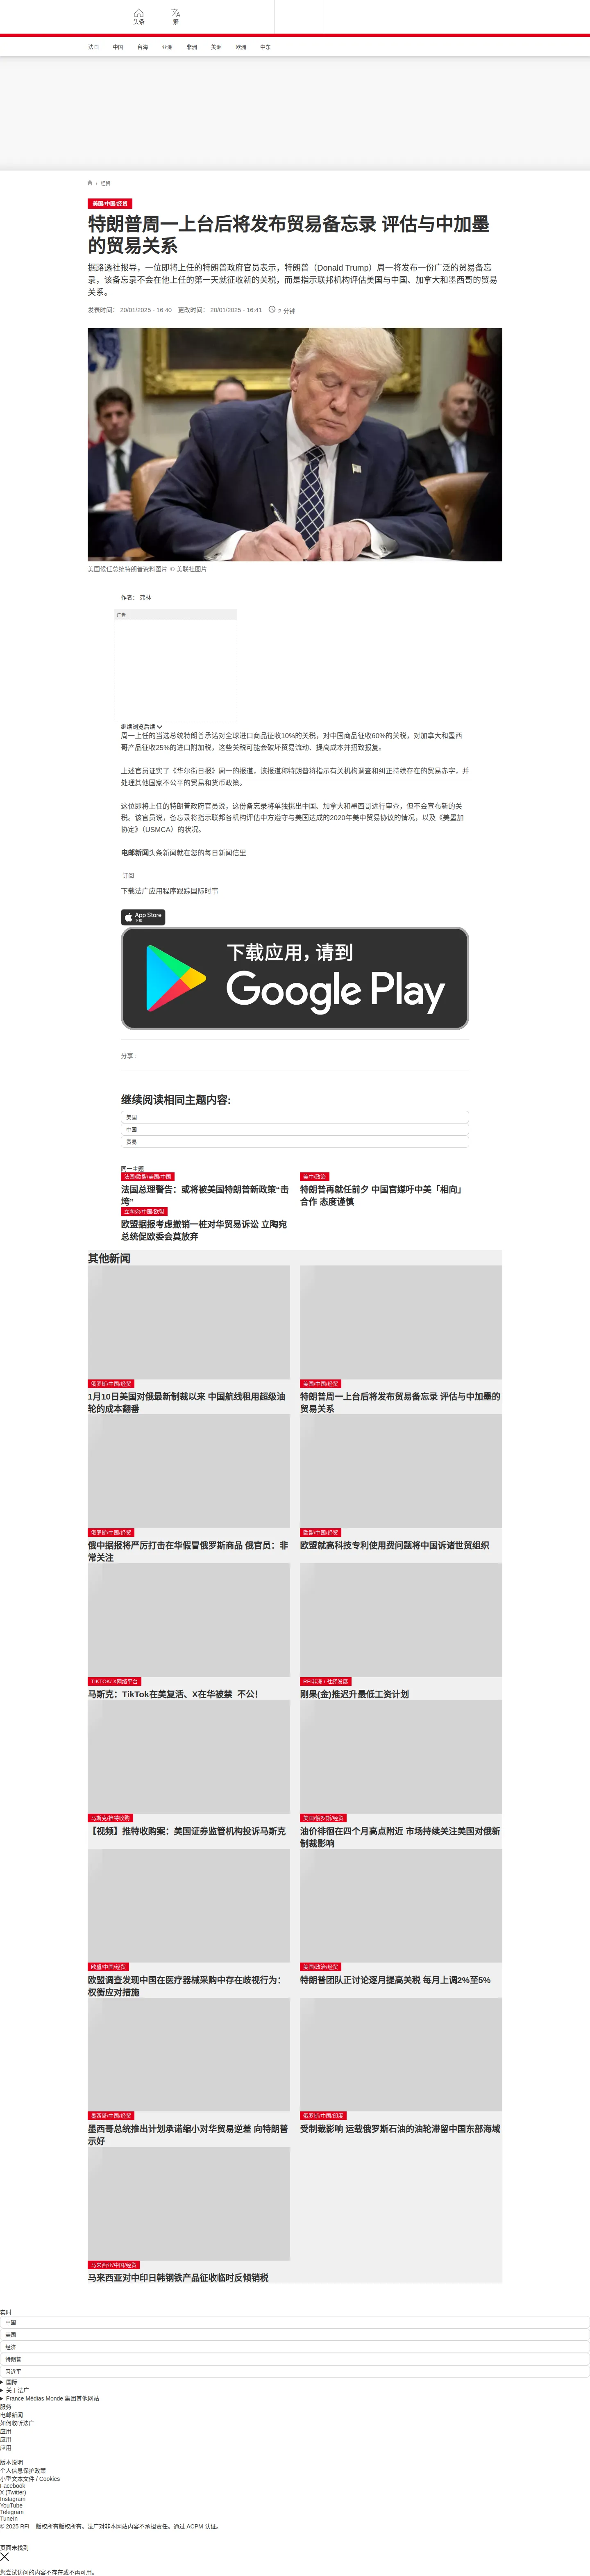 头条
繁
法国 中国 台海 亚洲 非洲 美洲 欧洲 中东
/ 经贸
美国/中国/经贸
特朗普周一上台后将发布贸易备忘录 评估与中加墨
的贸易关系
据路透社报导，一位即将上任的特朗普政府官员表示，特朗普（Donald Trump）周一将发布一份广泛的贸易备忘
录，该备忘录不会在他上任的第一天就征收新的关税，而是指示联邦机构评估美国与中国、加拿大和墨西哥的贸易
关系。
发表时间： 20/01/2025 - 16:40 更改时间： 20/01/2025 - 16:41 2 分钟
美国候任总统特朗普资料图片 © 美联社图片
作者： 弗林
广告
继续浏览后续
周一上任的当选总统特朗普承诺对全球进口商品征收10%的关税，对中国商品征收60%的关税，对加拿大和墨西
哥产品征收25%的进口附加税，这些关税可能会破坏贸易流动、提高成本并招致报复。
上述官员证实了《华尔街日报》周一的报道，该报道称特朗普将指示有关机构调查和纠正持续存在的贸易赤字，并
处理其他国家不公平的贸易和货币政策。
这位即将上任的特朗普政府官员说，这份备忘录将单独挑出中国、加拿大和墨西哥进行审查，但不会宣布新的关
税。该官员说，备忘录将指示联邦各机构评估中方遵守与美国达成的2020年美中贸易协议的情况，以及《美墨加
协定》（USMCA）的状况。
电邮新闻头条新闻就在您的每日新闻信里
订阅
下载法广应用程序跟踪国际时事
App Store
下载
下载应用，请到
Google Play
分享 :
继续阅读相同主题内容:
美国
中国
贸易
同一主题
法国/欧盟/美国/中国
法国总理警告：或将被美国特朗普新政策“击
垮”
美中/政治
特朗普再就任前夕 中国官媒吁中美「相向」
合作 态度谨慎
立陶宛/中国/欧盟
欧盟据报考虑撤销一桩对华贸易诉讼 立陶宛
总统促欧委会莫放弃
其他新闻
俄罗斯/中国/经贸
1月10日美国对俄最新制裁以来 中国航线租用超级油
轮的成本翻番
美国/中国/经贸
特朗普周一上台后将发布贸易备忘录 评估与中加墨的
贸易关系
俄罗斯/中国/经贸
俄中据报将严厉打击在华假冒俄罗斯商品 俄官员：非
常关注
欧盟/中国/经贸
欧盟就高科技专利使用费问题将中国诉诸世贸组织
TIKTOK/ X网络平台
马斯克：TikTok在美复活、X在华被禁 不公！
RFI非洲 / 社经发展
刚果(金)推迟升最低工资计划
马斯克/推特收购
【视频】推特收购案：美国证券监管机构投诉马斯克
美国/俄罗斯/经贸
油价徘徊在四个月高点附近 市场持续关注美国对俄新
制裁影响
欧盟/中国/经贸
欧盟调查发现中国在医疗器械采购中存在歧视行为：
权衡应对措施
美国/政治/经贸
特朗普团队正讨论逐月提高关税 每月上调2%至5%
墨西哥/中国/经贸
墨西哥总统推出计划承诺缩小对华贸易逆差 向特朗普
示好
俄罗斯/中国/印度
受制裁影响 运载俄罗斯石油的油轮滞留中国东部海域
马来西亚/中国/经贸
马来西亚对中印日韩钢铁产品征收临时反倾销税
实时
中国
美国
经济
特朗普
习近平
国际
关于法广
France Médias Monde 集团其他网站
服务
电邮新闻
如何收听法广
应用
应用
应用
版本说明
个人信息保护政策
小型文本文件 / Cookies
Facebook
X (Twitter)
Instagram
YouTube
Telegram
TuneIn
© 2025 RFI – 版权所有版权所有。法广对非本网站内容不承担责任。通过 ACPM 认证。
页面未找到
您尝试访问的内容不存在或不再可用。